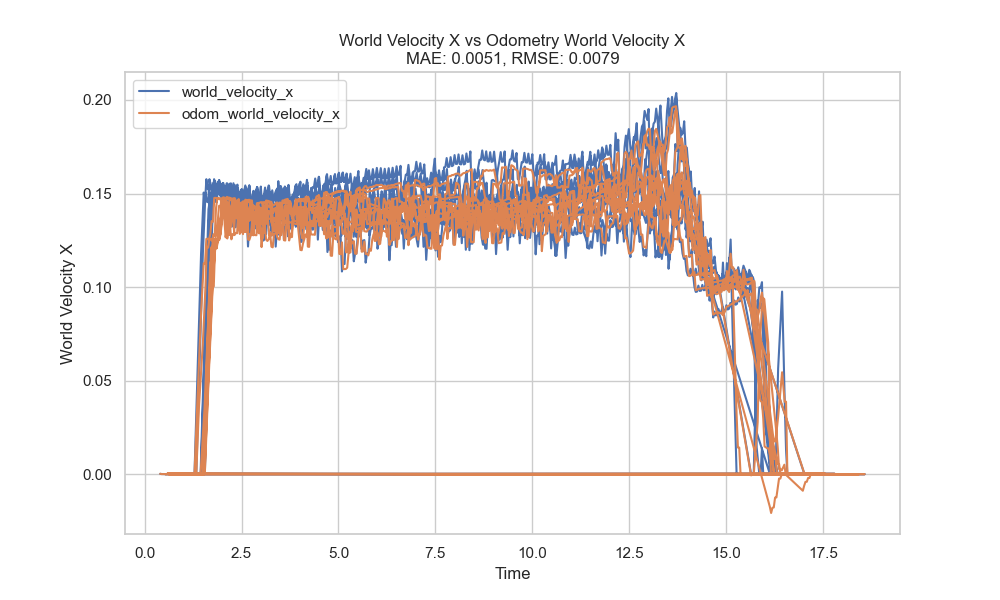 World Velocity X vs Odometry World Velocity X
MAE: 0.0051, RMSE: 0.0079
world_velocity_x
odom_world_velocity_x
World Velocity X
0.20
0.15
0.10
0.05
0.00
0.0 2.5 5.0 7.5 10.0 12.5 15.0 17.5
Time